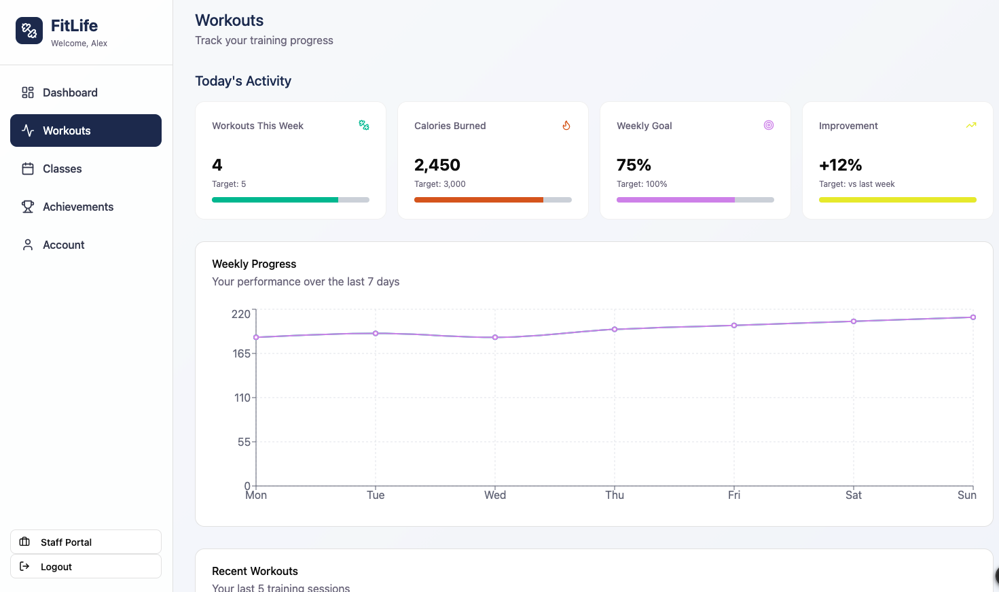 FitLife
Welcome, Alex
Dashboard
Workouts
Classes
Achievements
Account
Staff Portal
Logout
Workouts
Track your training progress
Today's Activity
Workouts This Week
4
Target: 5
Calories Burned
2,450
Target: 3,000
Weekly Goal
75%
Target: 100%
Improvement
+12%
Target: vs last week
Weekly Progress
Your performance over the last 7 days
220
165
110
55
0
Mon Tue Wed Thu Fri Sat Sun
Recent Workouts
Your last 5 training sessions